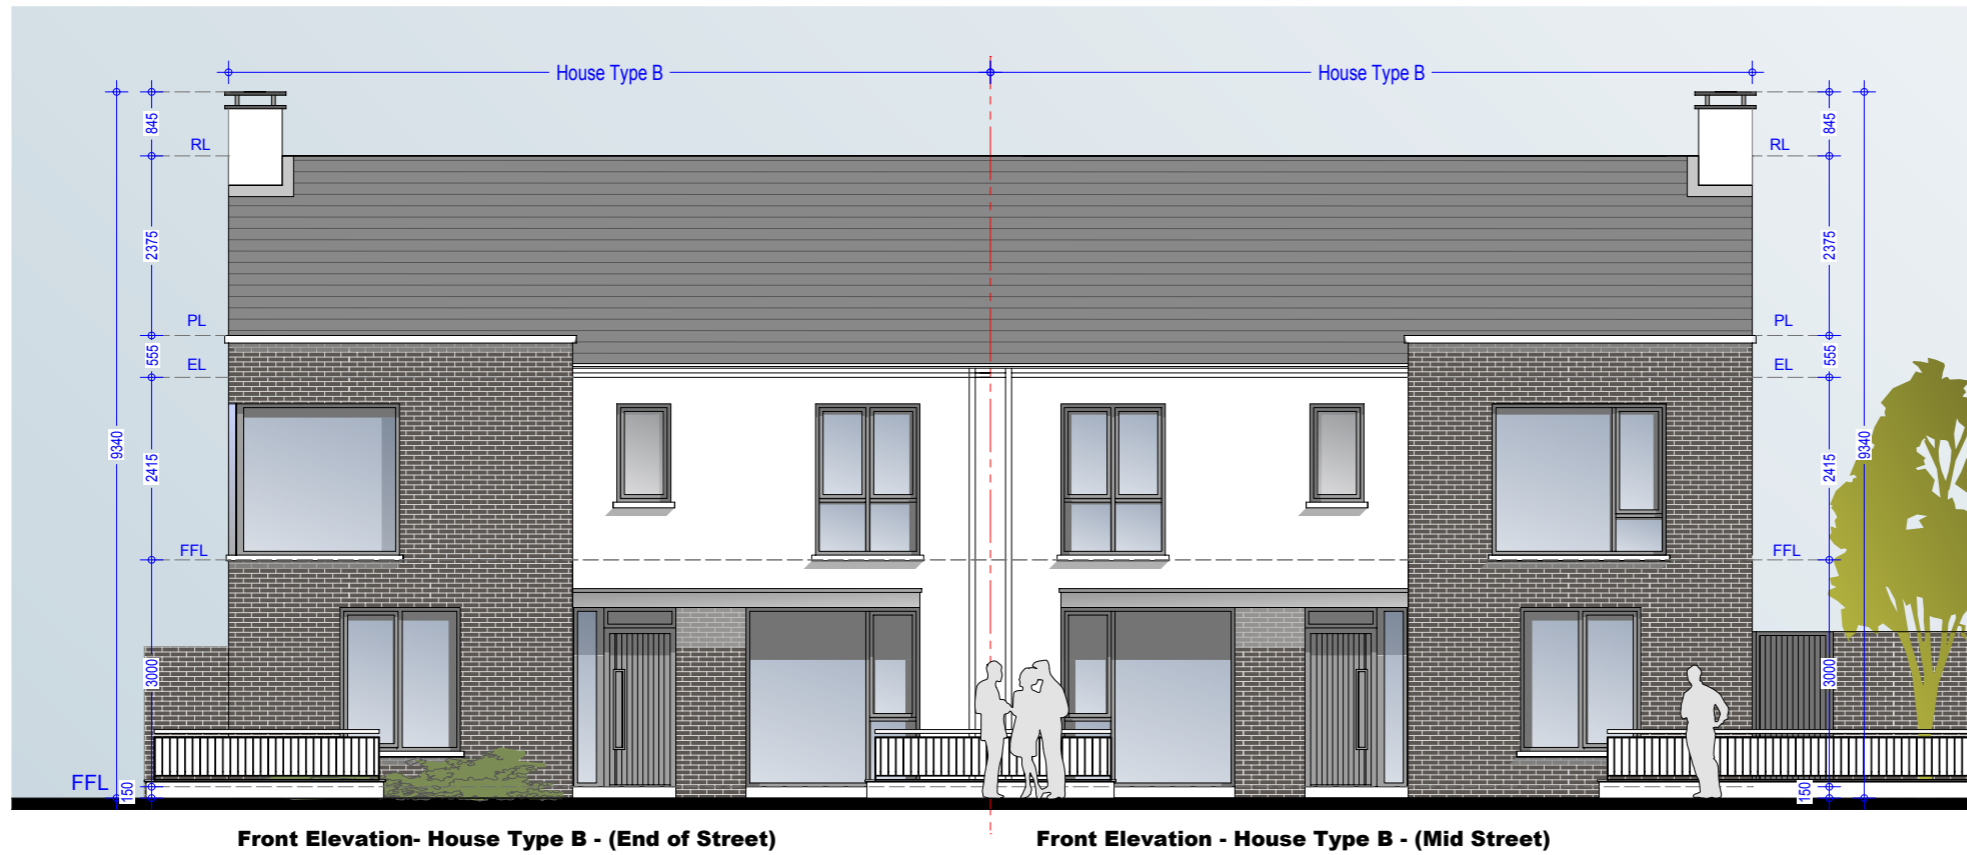 House Type B
House Type B
845
RL
RL
845
2375
2375
PL
PL
555
EL
EL
555
9340
2415
2415
9340
FFL
FFL
3000
3000
FFL
150
150
Front Elevation- House Type B - (End of Street)
Front Elevation - House Type B - (Mid Street)